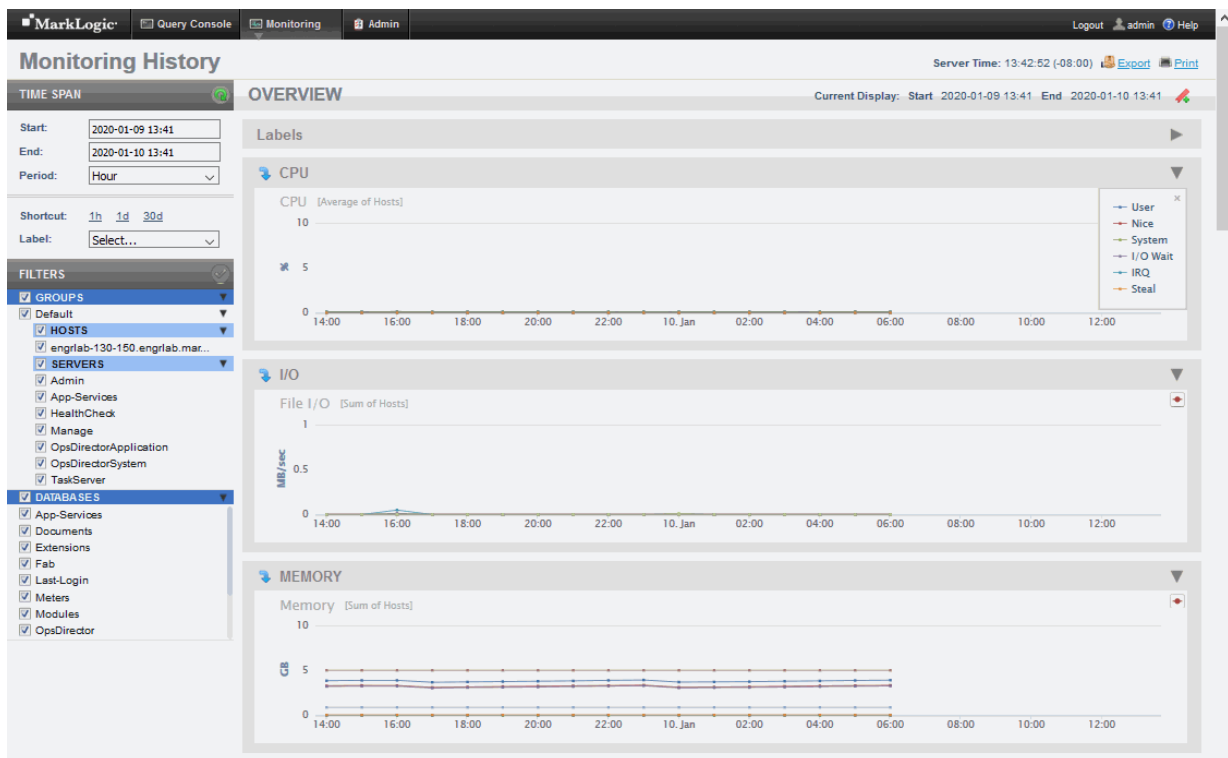 MarkLogic Query Console Monitoring Admin Logout admin Help
Monitoring History
Server Time: 13:42:52 (-08:00) Export Print
TIME SPAN
Start: 2020-01-09 13:41
End: 2020-01-10 13:41
Period: Hour
Shortcut: 1h 1d 30d
Label: Select...
FILTERS
GROUPS
Default
HOSTS
engrlab-130-150.engrlab.mar...
SERVERS
Admin
App-Services
HealthCheck
Manage
OpsDirectorApplication
OpsDirectorSystem
TaskServer
DATABASES
App-Services
Documents
Extensions
Fab
Last-Login
Meters
Modules
OpsDirector
OVERVIEW
Current Display: Start 2020-01-09 13:41 End 2020-01-10 13:41
Labels
CPU
CPU [Average of Hosts]
10
% 5
0
14:00 16:00 18:00 20:00 22:00 10. Jan 02:00 04:00 06:00 08:00 10:00 12:00
User
Nice
System
I/O Wait
IRQ
Steal
I/O
File I/O [Sum of Hosts]
1
MB/sec 0.5
0
14:00 16:00 18:00 20:00 22:00 10. Jan 02:00 04:00 06:00 08:00 10:00 12:00
MEMORY
Memory [Sum of Hosts]
10
GB 5
0
14:00 16:00 18:00 20:00 22:00 10. Jan 02:00 04:00 06:00 08:00 10:00 12:00